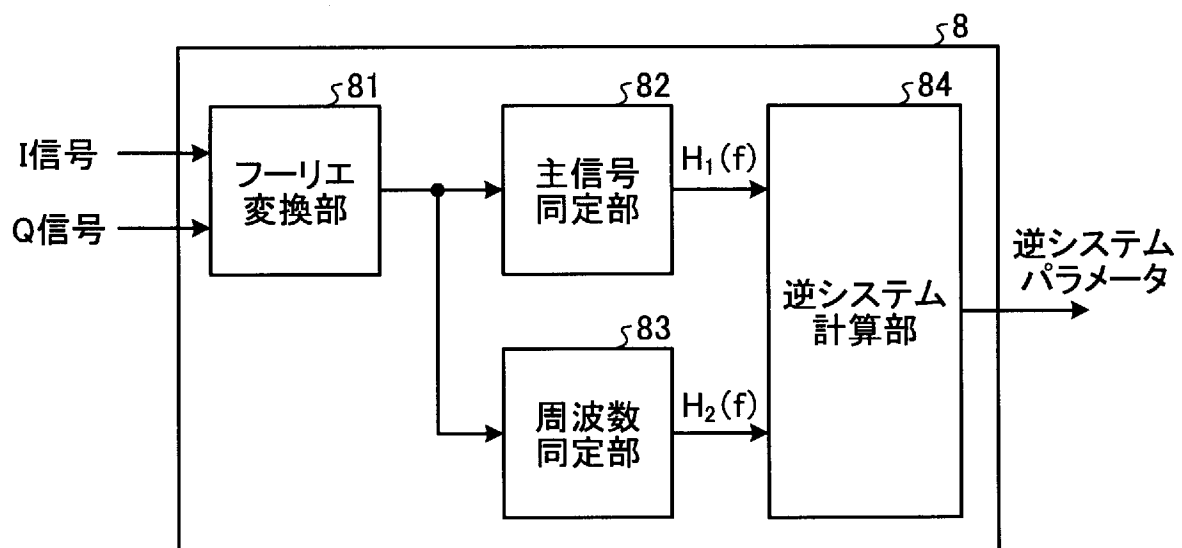 8
81
82
84
I信号
Q信号
フーリエ
変換部
主信号
同定部
H₁(f)
逆システム
計算部
逆システム
パラメータ
83
周波数
同定部
H₂(f)